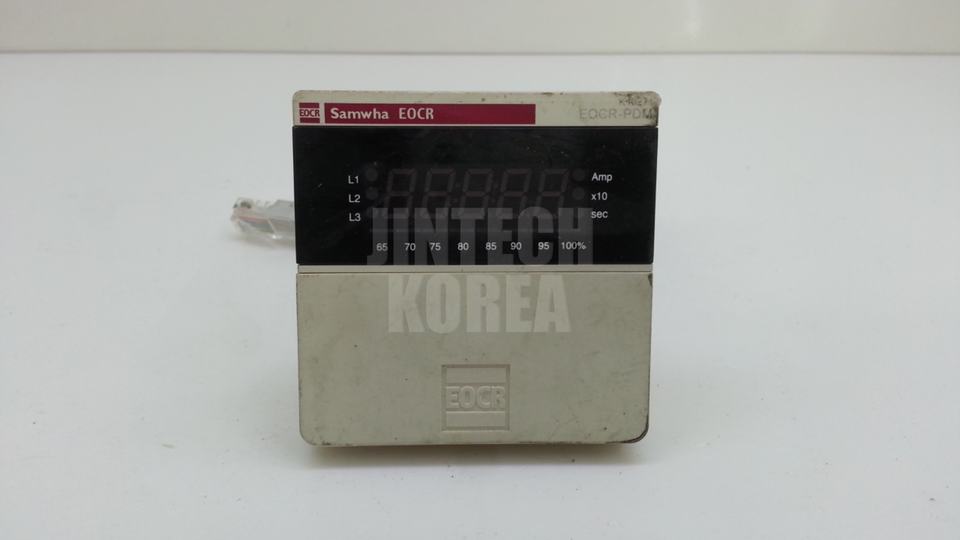 EOCR Samwha EOCR
EOCR-PDM
L1 Amp
L2 x10
L3 sec
JINTECH
65 70 75 80 85 90 95 100%
KOREA
EOCR